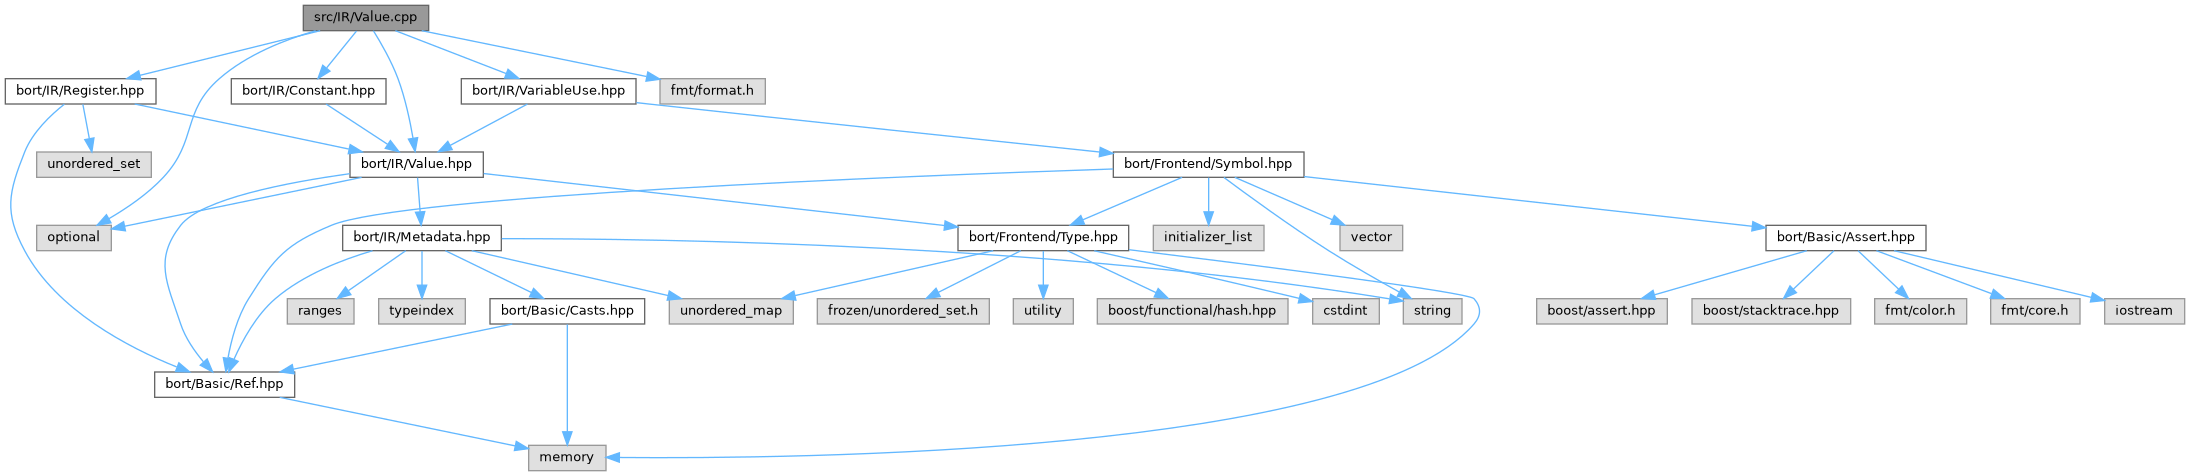 src/IR/Value.cpp
bort/IR/Register.hpp
bort/IR/Constant.hpp
bort/IR/VariableUse.hpp
fmt/format.h
unordered_set
bort/IR/Value.hpp
bort/Frontend/Symbol.hpp
optional
bort/IR/Metadata.hpp
bort/Frontend/Type.hpp
initializer_list
vector
bort/Basic/Assert.hpp
ranges
typeindex
bort/Basic/Casts.hpp
unordered_map
frozen/unordered_set.h
utility
boost/functional/hash.hpp
cstdint
string
boost/assert.hpp
boost/stacktrace.hpp
fmt/color.h
fmt/core.h
iostream
bort/Basic/Ref.hpp
memory